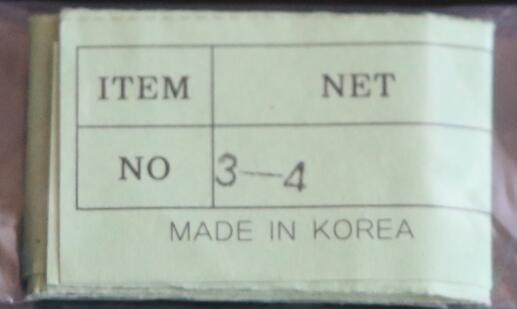 ITEM NET
NO 3—4
MADE IN KOREA